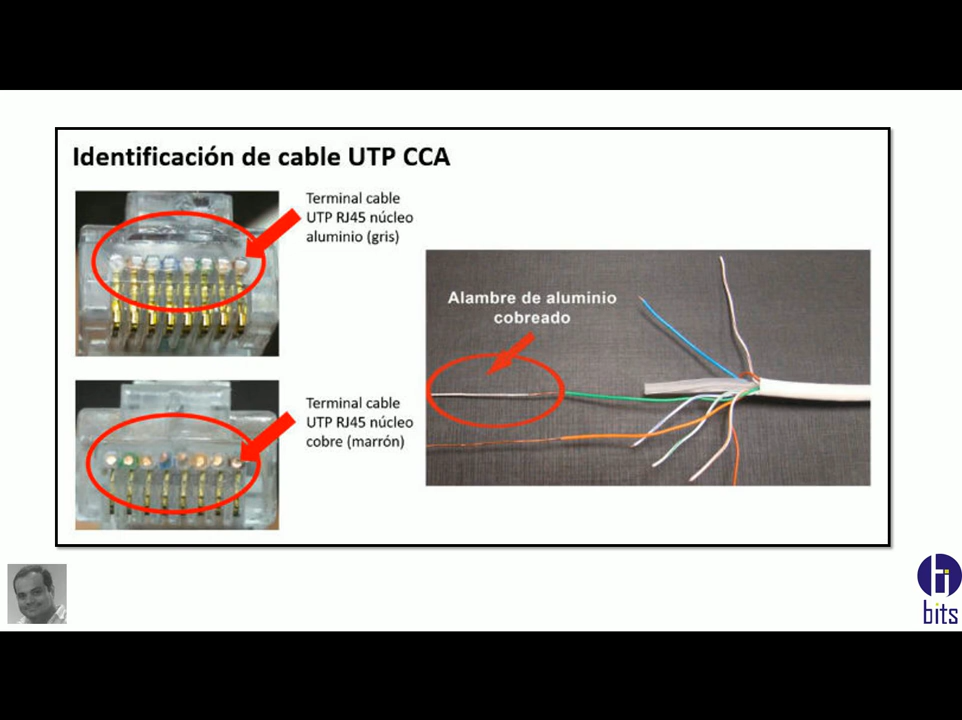 Identificación de cable UTP CCA
Terminal cable
UTP RJ45 núcleo
aluminio (gris)
Alambre de aluminio
cobreado
Terminal cable
UTP RJ45 núcleo
cobre (marrón)
bits